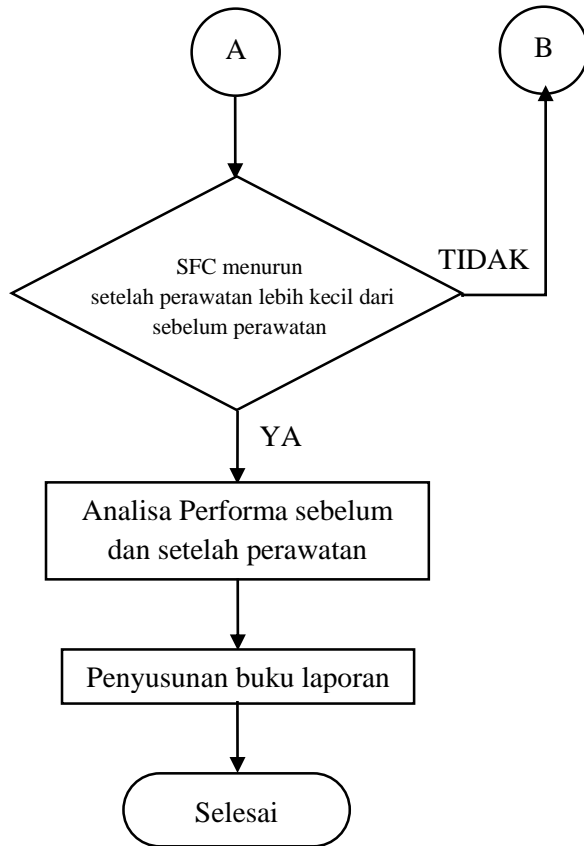 A
B
SFC menurun
setelah perawatan lebih kecil dari
sebelum perawatan
TIDAK
YA
Analisa Performa sebelum
dan setelah perawatan
Penyusunan buku laporan
Selesai